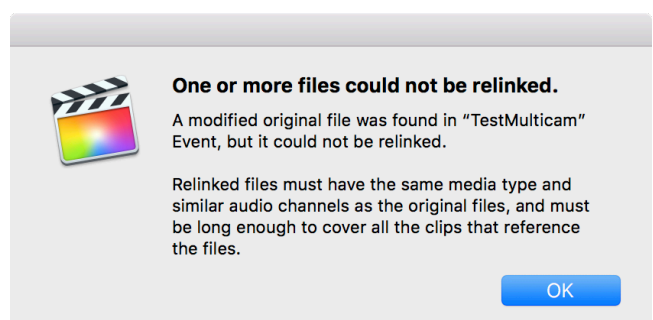 One or more files could not be relinked.
A modified original file was found in “TestMulticam”
Event, but it could not be relinked.
Relinked files must have the same media type and
similar audio channels as the original files, and must
be long enough to cover all the clips that reference
the files.
OK